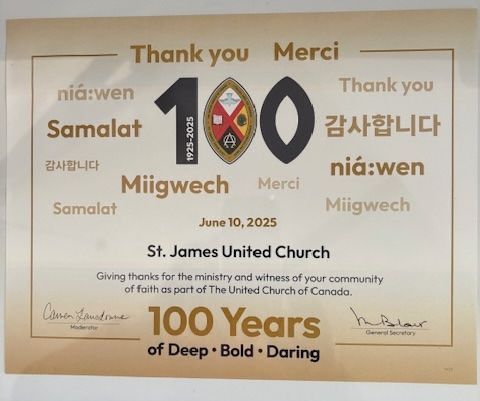 Thank you Merci
niá:wen
Thank you
100
1925-2025
Samalat
감사합니다
감사합니다
niá:wen
Miigwech
Merci
Samalat
Miigwech
June 10, 2025
St. James United Church
Giving thanks for the ministry and witness of your community
of faith as part of The United Church of Canada.
Carmen Lansdowne
Moderator
General Secretary
100 Years
of Deep • Bold • Daring